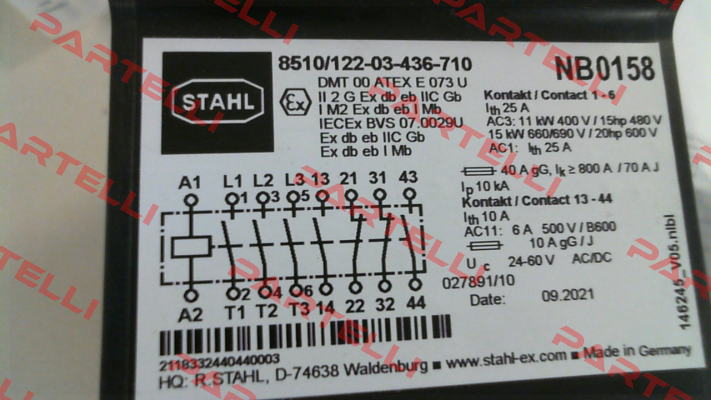 8510/122-03-436-710
NB0158
STAHL
Ex
DMT 00 ATEX E 073 U
II 2 G Ex db eb IIC Gb
I M2 Ex db eb I Mb
IECEx BVS 07.0029U
Ex db eb IIC Gb
Ex db eb I Mb
Kontakt / Contact 1 - 6
Ith 25 A
AC3: 11 kW 400 V / 15hp 480 V
15 kW 660/690 V / 20hp 600 V
AC1: Ith 25 A
40 A gG, Ik ≥ 800 A / 70 A J
Ip 10 kA
Kontakt / Contact 13 - 44
Ith 10 A
AC11: 6 A 500 V / B600
10 A gG / J
Uc 24-60 V AC/DC
027891/10
Date: 09.2021
A1 L1 L2 L3 13 21 31 43
1 3 5
2 4 6
A2 T1 T2 T3 14 22 32 44
2118332440440003
HQ: R.STAHL, D-74638 Waldenburg ■ www.stahl-ex.com ■ Made in Germany
146245_V05.nlbl
PARTELLI